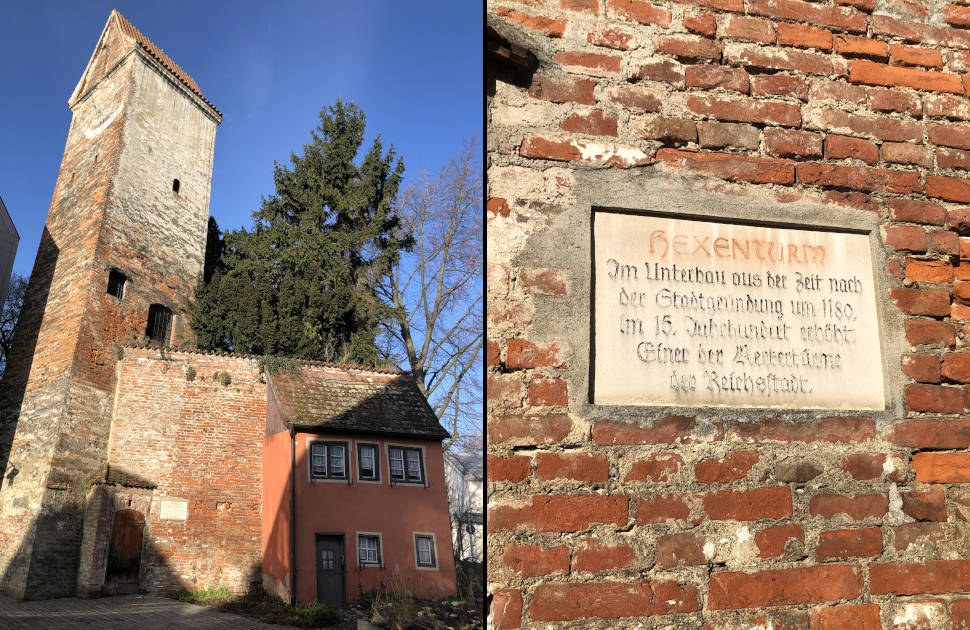 HEXENTURM
Im Unterbau aus der Zeit nach
der Stadtgründung um 1180,
im 15. Jahrhundert erhöht.
Einer der Kerkertürme
der Reichsstadt.